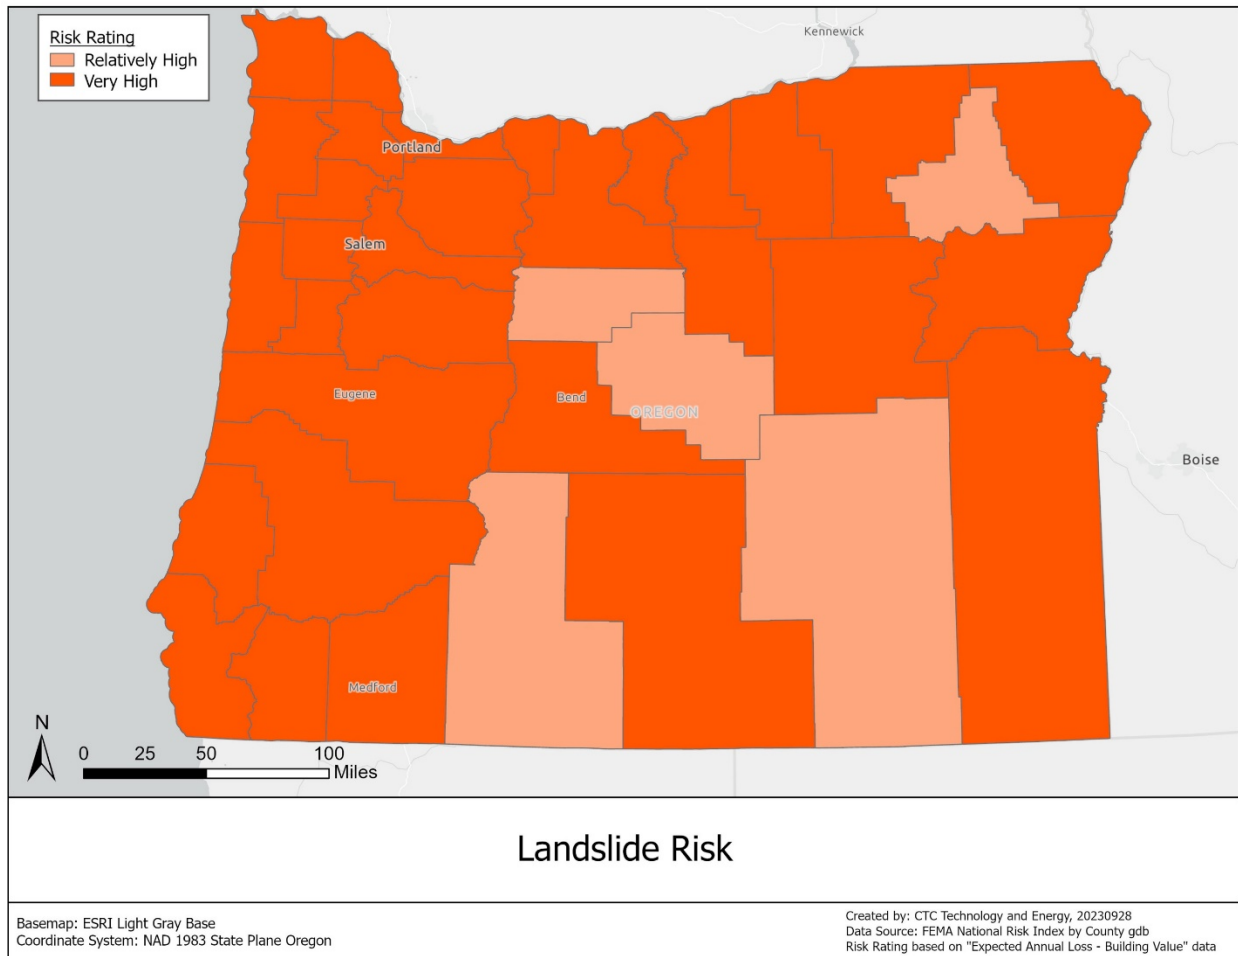 Risk Rating
Relatively High
Very High
Kennewick
Portland
Salem
Eugene
Bend
OREGON
Boise
Medford
N
0 25 50 100
Miles
Landslide Risk
Basemap: ESRI Light Gray Base
Coordinate System: NAD 1983 State Plane Oregon
Created by: CTC Technology and Energy, 20230928
Data Source: FEMA National Risk Index by County gdb
Risk Rating based on "Expected Annual Loss - Building Value" data